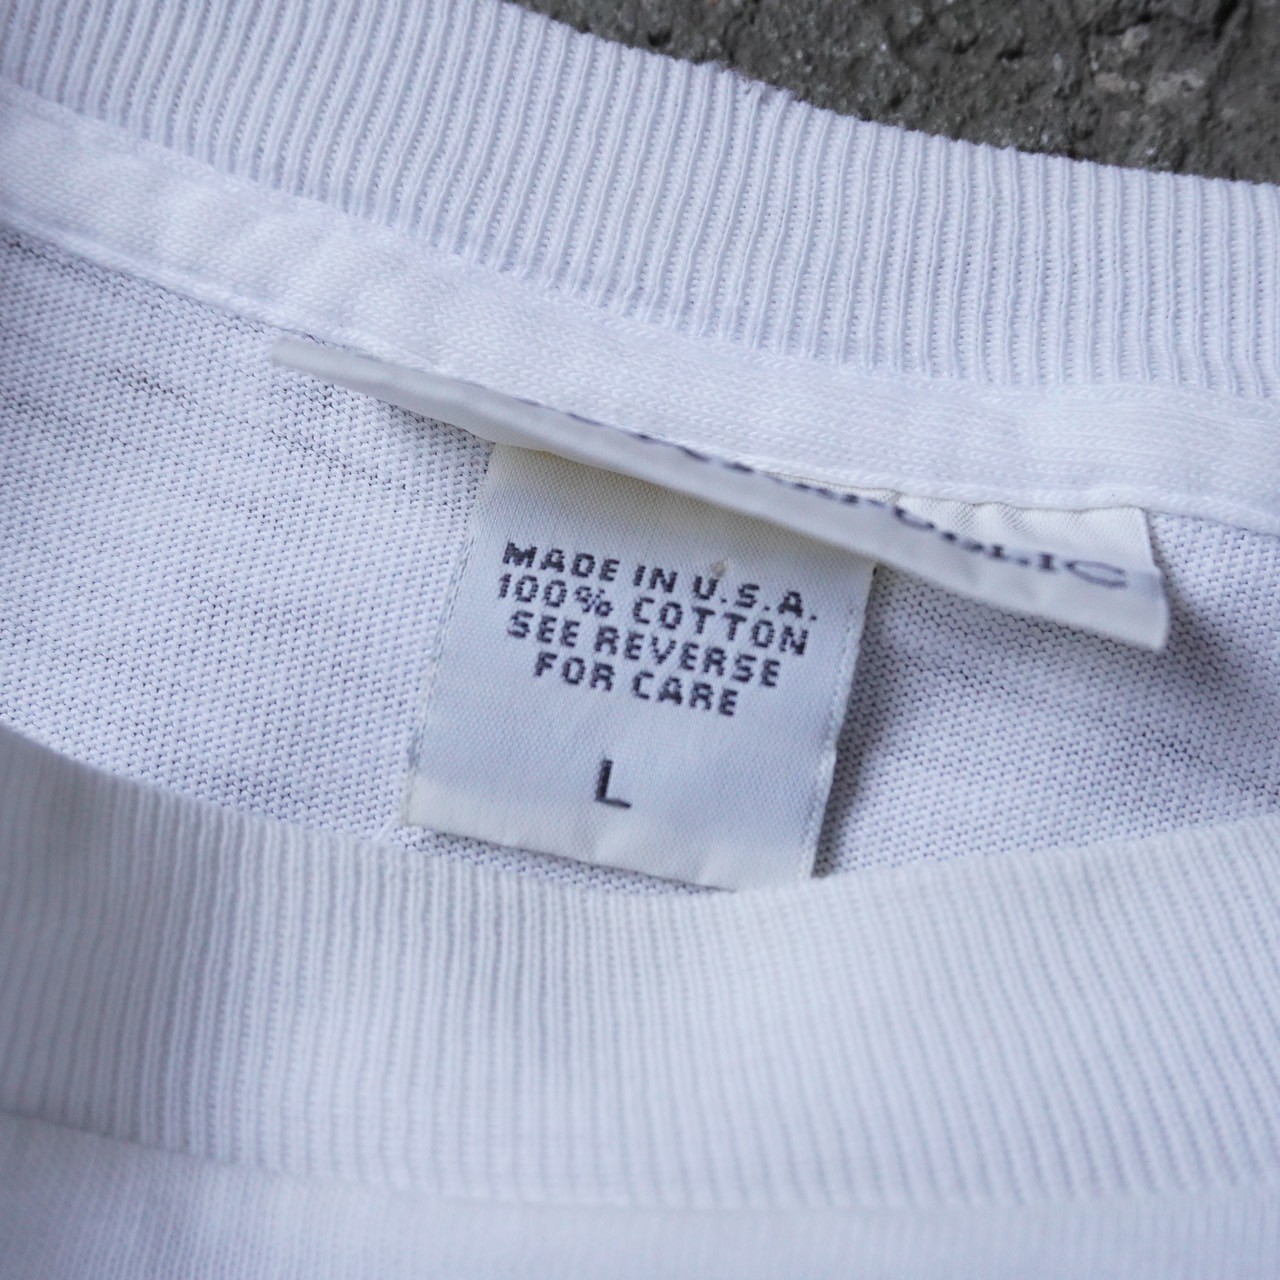 MADE IN U.S.A.
100% COTTON
SEE REVERSE
FOR CARE
L